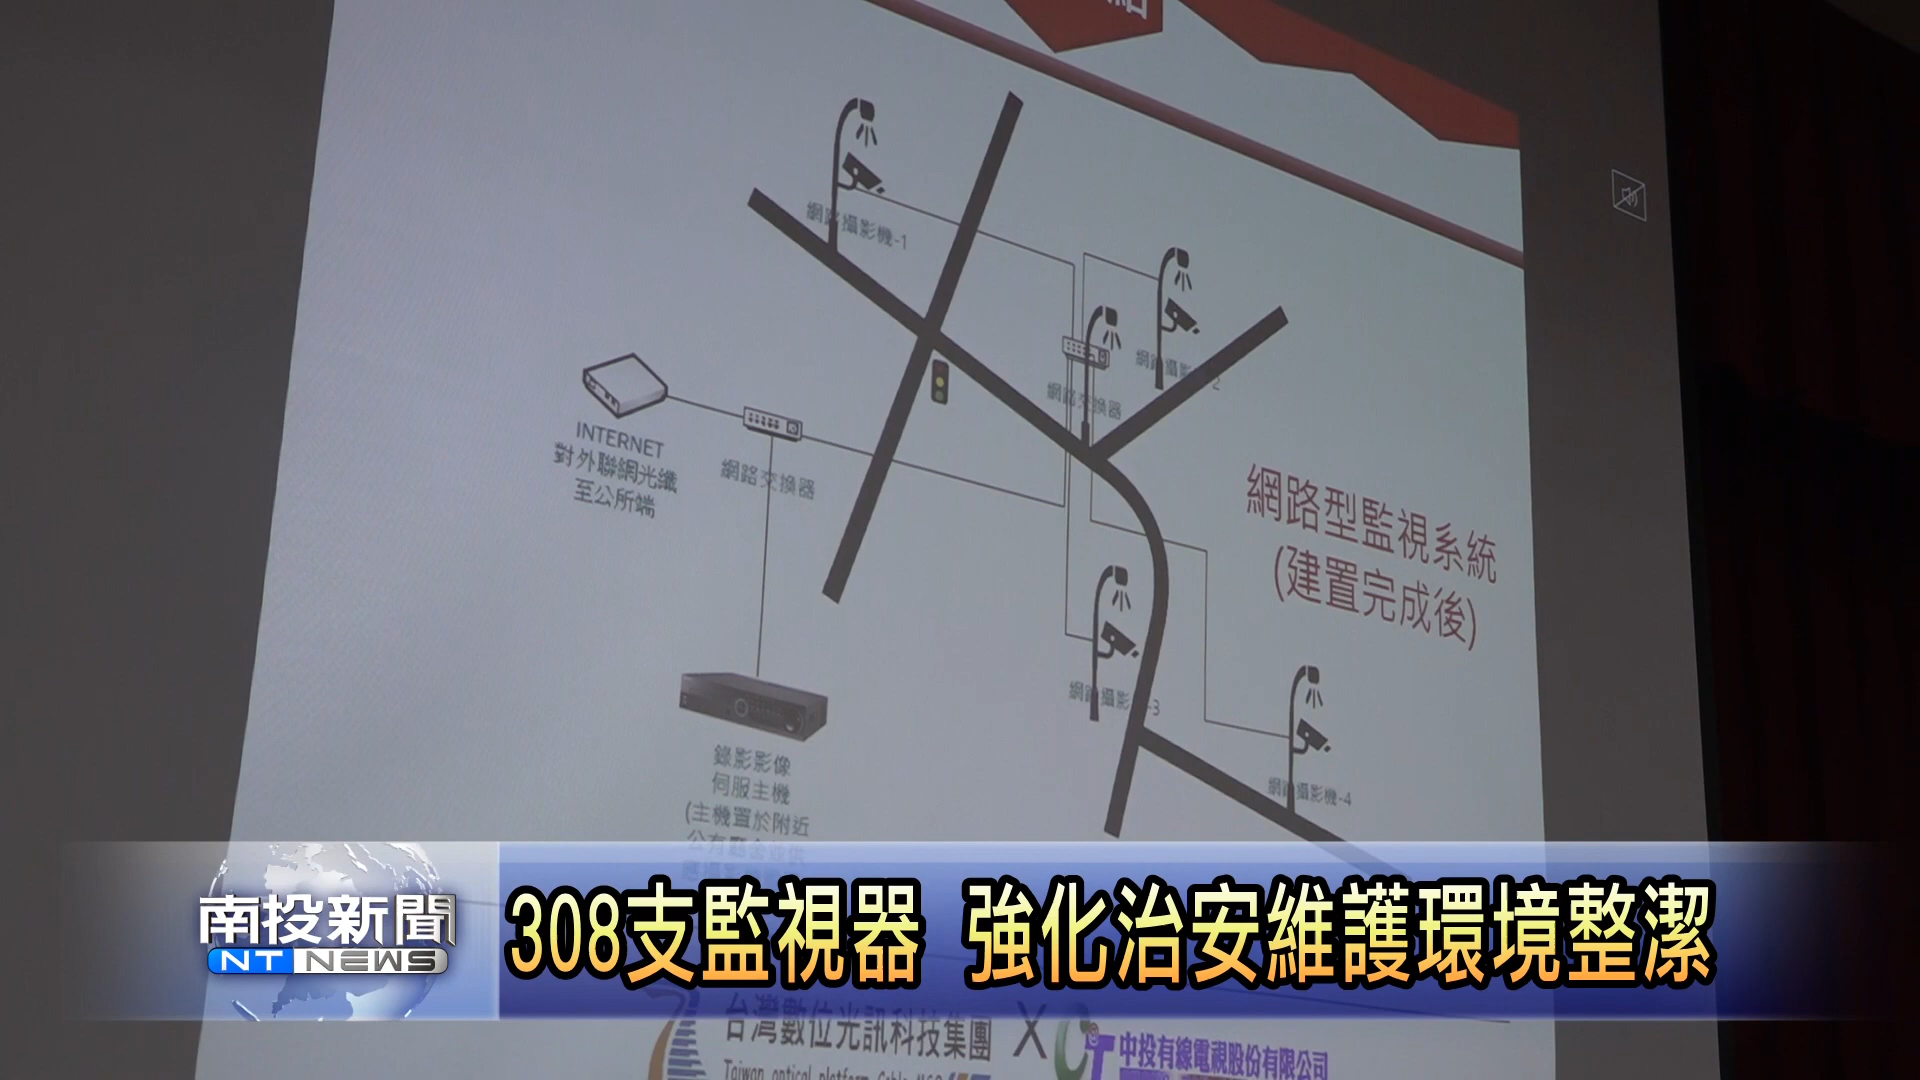 網路攝影機-1
網路交換器
INTERNET
對外聯網光纖
至公所端
網路交換器
網路型監視系統
(建置完成後)
錄影影像
伺服主機
(主機置於附近
網路攝影機-4
南投新聞
NT NEWS
308支監視器 強化治安維護環境整潔
台灣數位光訊科技集團 X 中投有線電視股份有限公司
Taiwan optical platform